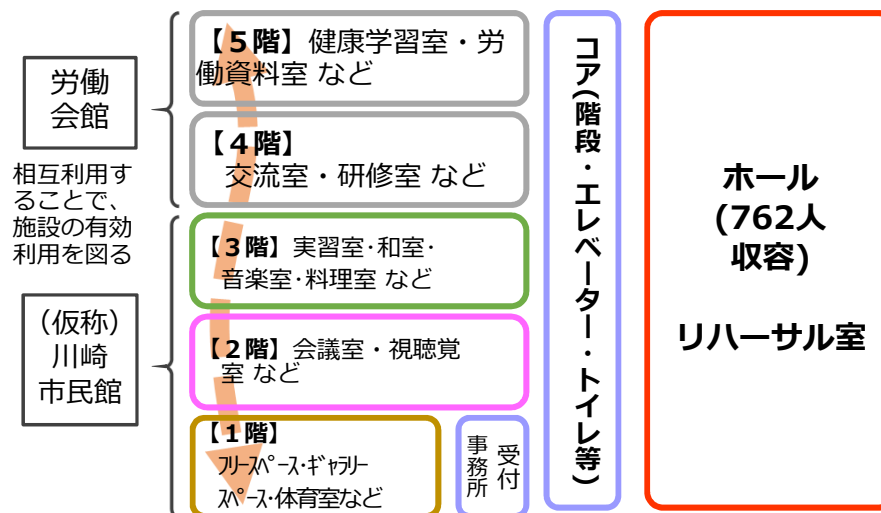 労働
会館
相互利用す
ることで、
施設の有効
利用を図る
(仮称)
川崎
市民館
【5階】健康学習室・労
働資料室 など
【4階】
交流室・研修室 など
【3階】実習室・和室・
音楽室・料理室 など
【2階】会議室・視聴覚
室 など
【1階】
ﾌﾘｰｽﾍﾟｰｽ・ｷﾞｬﾗﾘｰ
ｽﾍﾟｰｽ・体育室など
受付
事務所
コア(階段・エレベーター・トイレ等)
ホール
(762人
収容)
リハーサル室